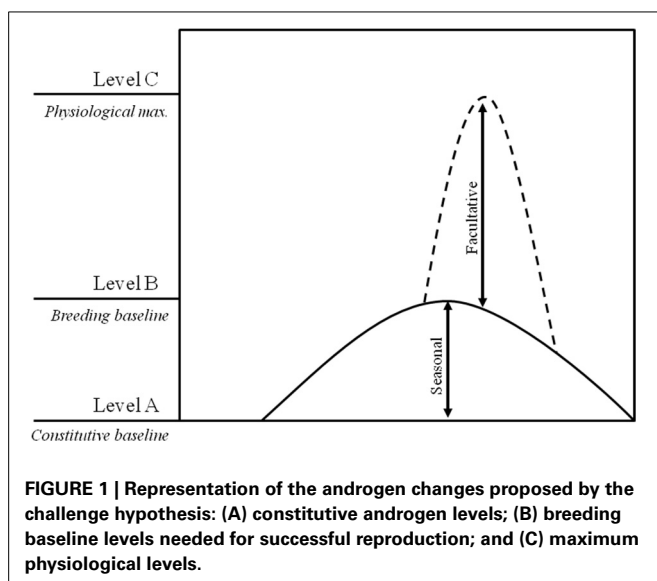 Level C
Physiological max.
Facultative
Level B
Breeding baseline
Seasonal
Level A
Constitutive baseline
FIGURE 1 | Representation of the androgen changes proposed by the
challenge hypothesis: (A) constitutive androgen levels; (B) breeding
baseline levels needed for successful reproduction; and (C) maximum
physiological levels.